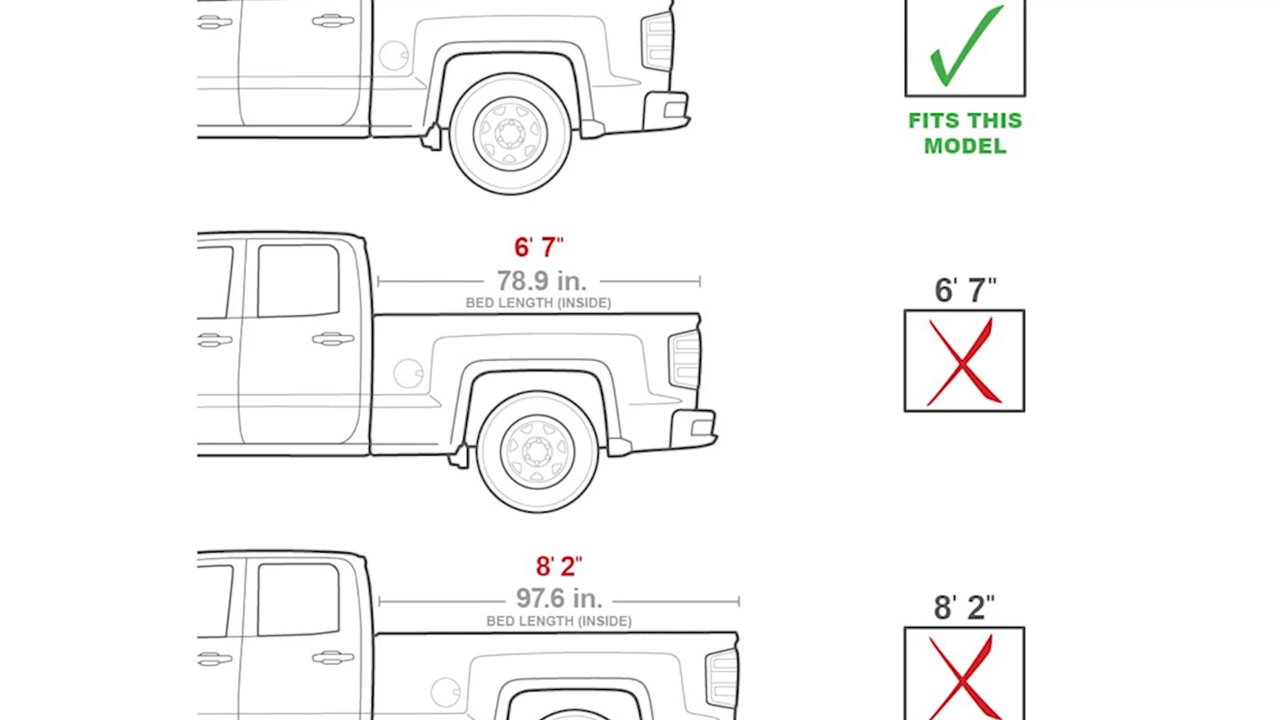 FITS THIS
MODEL
6' 7"
78.9 in.
BED LENGTH (INSIDE)
6' 7"
8' 2"
97.6 in.
BED LENGTH (INSIDE)
8' 2"